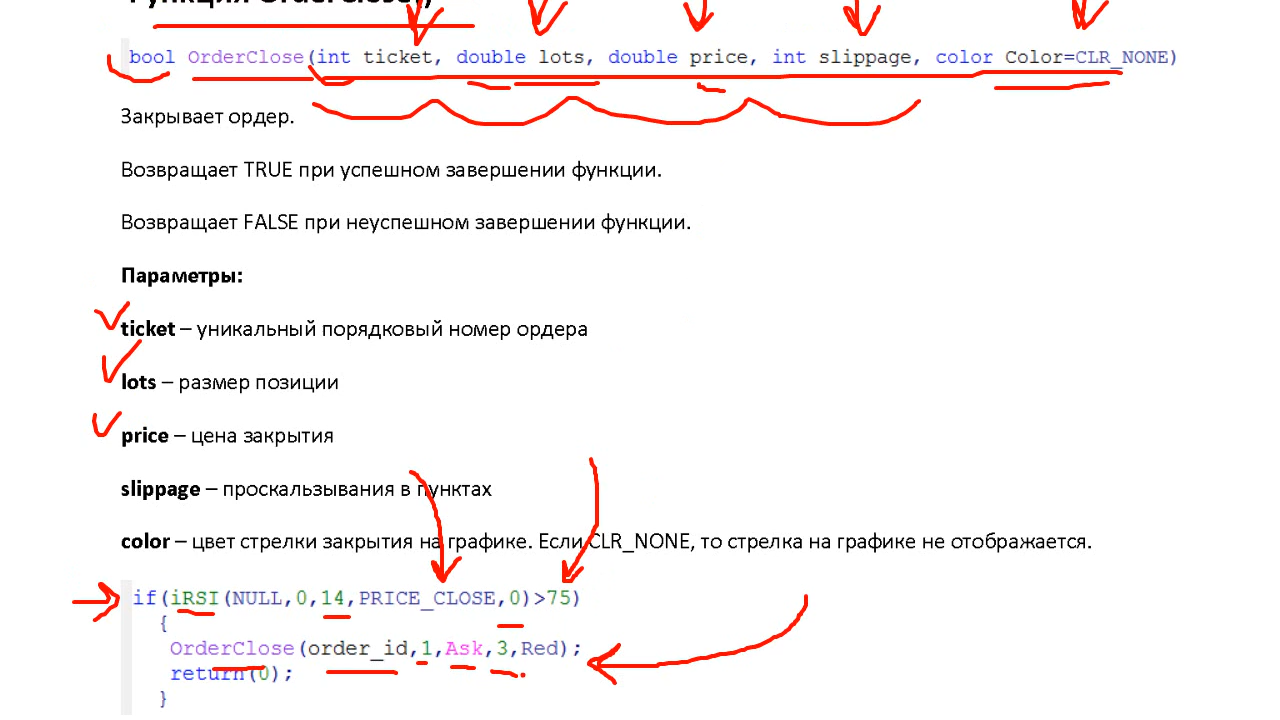 Функция OrderClose()
bool OrderClose(int ticket, double lots, double price, int slippage, color Color=CLR_NONE)
Закрывает ордер.
Возвращает TRUE при успешном завершении функции.
Возвращает FALSE при неуспешном завершении функции.
Параметры:
ticket – уникальный порядковый номер ордера
lots – размер позиции
price – цена закрытия
slippage – проскальзывания в пунктах
color – цвет стрелки закрытия на графике. Если CLR_NONE, то стрелка на графике не отображается.
if(iRSI(NULL,0,14,PRICE_CLOSE,0)>75)
{
OrderClose(order_id,1,Ask,3,Red);
return(0);
}